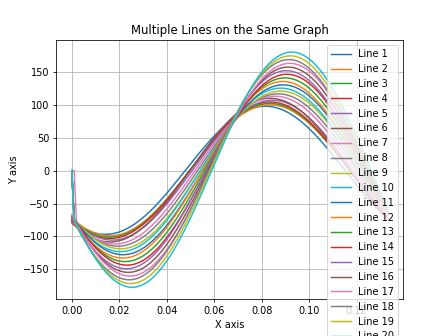 Multiple Lines on the Same Graph
Y axis
150
100
50
0
−50
−100
−150
0.00
0.02
0.04
0.06
0.08
0.10
X axis
Line 1
Line 2
Line 3
Line 4
Line 5
Line 6
Line 7
Line 8
Line 9
Line 10
Line 11
Line 12
Line 13
Line 14
Line 15
Line 16
Line 17
Line 18
Line 19
Line 20